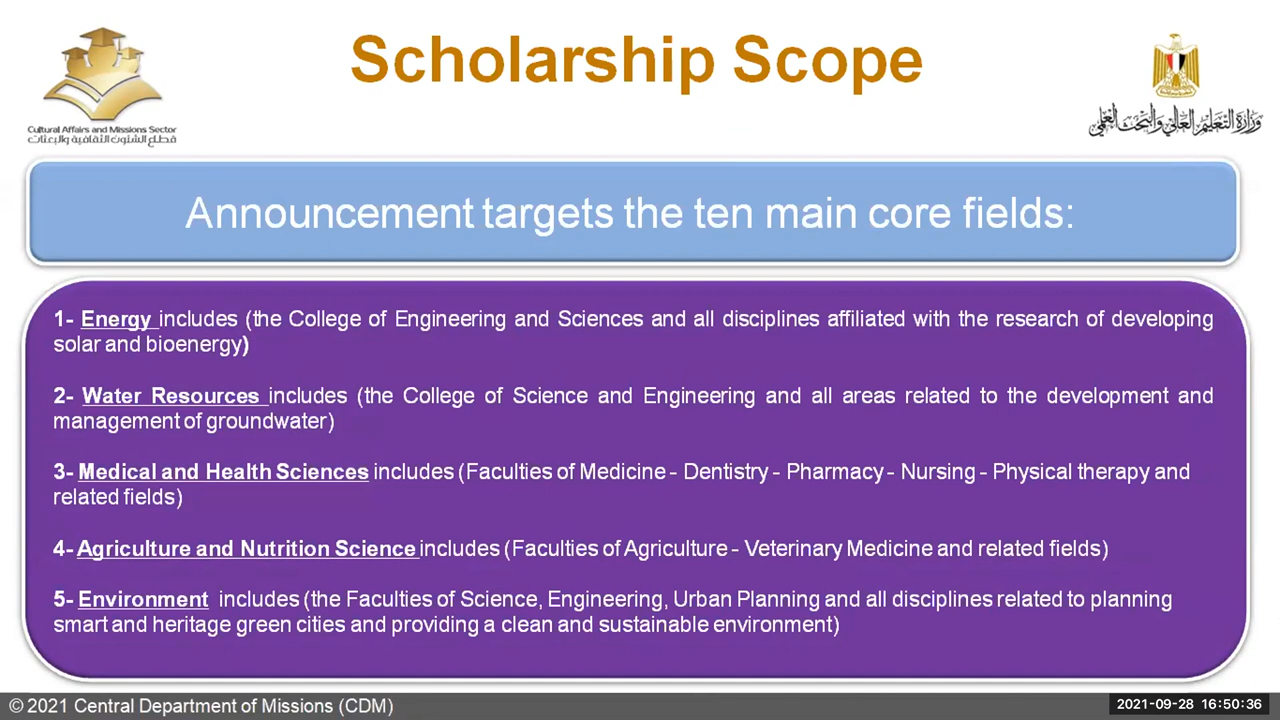 Scholarship Scope
Cultural Affairs and Missions Sector
قطاع الشئون الثقافية والبعثات
وزارة التعليم العالي والبحث العلمي
Announcement targets the ten main core fields:
1- Energy includes (the College of Engineering and Sciences and all disciplines affiliated with the research of developing
solar and bioenergy)
2- Water Resources includes (the College of Science and Engineering and all areas related to the development and
management of groundwater)
3- Medical and Health Sciences includes (Faculties of Medicine - Dentistry - Pharmacy - Nursing - Physical therapy and
related fields)
4- Agriculture and Nutrition Science includes (Faculties of Agriculture - Veterinary Medicine and related fields)
5- Environment includes (the Faculties of Science, Engineering, Urban Planning and all disciplines related to planning
smart and heritage green cities and providing a clean and sustainable environment)
© 2021 Central Department of Missions (CDM)
2021-09-28 16:50:36